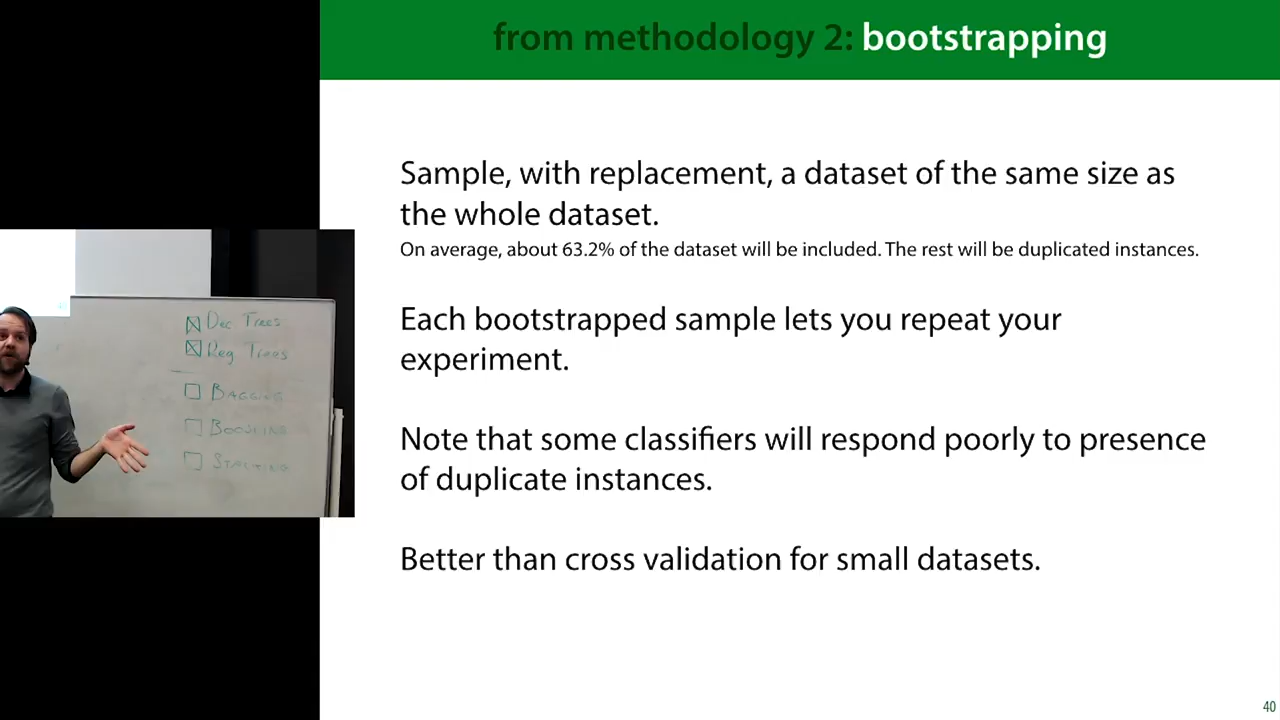 from methodology 2: bootstrapping
Sample, with replacement, a dataset of the same size as
the whole dataset.
On average, about 63.2% of the dataset will be included. The rest will be duplicated instances.
Each bootstrapped sample lets you repeat your
experiment.
Note that some classifiers will respond poorly to presence
of duplicate instances.
Better than cross validation for small datasets.
Dec Trees
Reg Trees
Bagging
Boosting
Stacking
40